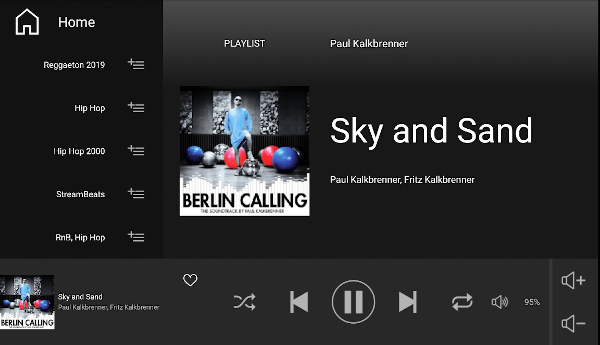 Home
Reggaeton 2019
Hip Hop
Hip Hop 2000
StreamBeats
RnB, Hip Hop
PLAYLIST
Paul Kalkbrenner
BERLIN CALLING
THE SOUNDTRACK BY PAUL KALKBRENNER
Sky and Sand
Paul Kalkbrenner, Fritz Kalkbrenner
BERLIN CALLING
Sky and Sand
Paul Kalkbrenner, Fritz Kalkbrenner
95%